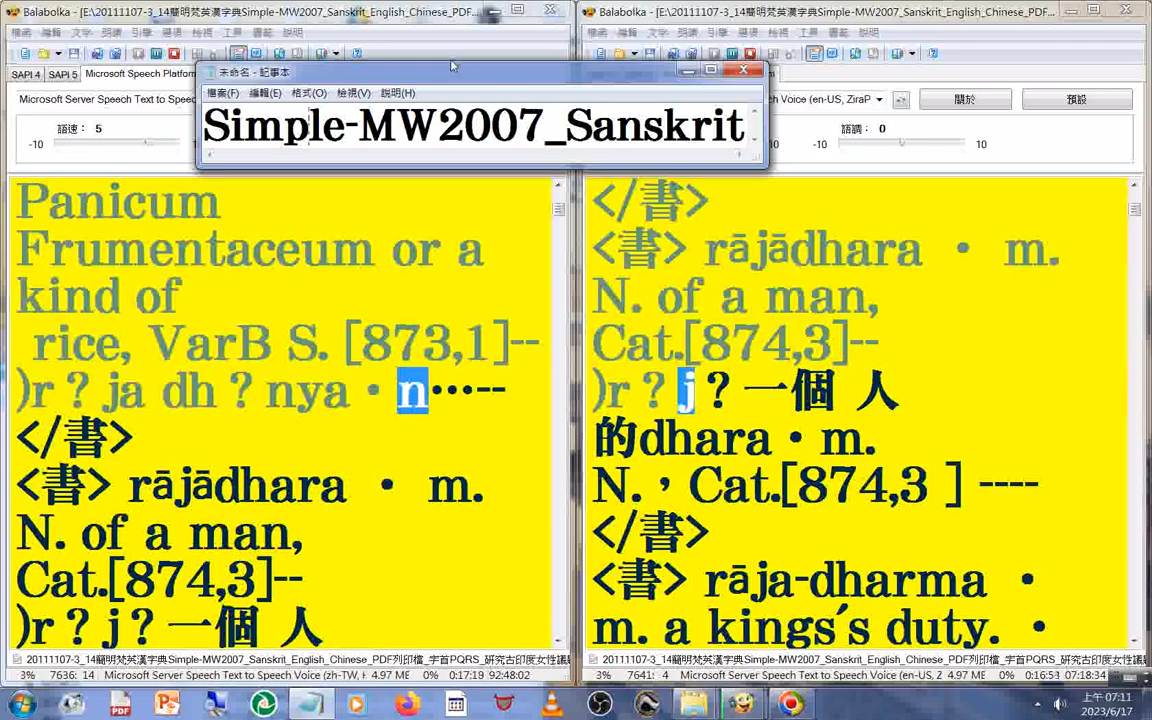 Balabolka - [E:\20111107-3_14簡明梵英漢字典Simple-MW2007_Sanskrit_English_Chinese_PDF...
Balabolka - [E:\20111107-3_14簡明梵英漢字典Simple-MW2007_Sanskrit_English_Chinese_PDF...
SAPI 4 SAPI 5 Microsoft Speech Platform
未命名 - 記事本
檔案(F) 編輯(E) 格式(O) 檢視(V) 說明(H)
Simple-MW2007_Sanskrit
Microsoft Server Speech Text to Spee
Voice (en-US, ZiraP
關於
預設
語速： 5
-10
語調： 0
-10 10
Panicum
Frumentaceum or a
kind of
rice, VarB S. [873,1]--
)r ? ja dh ? nya • n…--
</書>
<書> rājādhara • m.
N. of a man,
Cat.[874,3]--
)r ? j ? 一個 人
</書>
<書> rājādhara • m.
N. of a man,
Cat.[874,3]--
)r ? j ? 一個 人
的dhara • m.
N. , Cat.[874,3 ] ----
</書>
<書> rāja-dharma •
m. a kings´s duty. •
20111107-3_14簡明梵英漢字典Simple-MW2007_Sanskrit_English_Chinese_PDF列印檔_字首PQRS_研究古印度女性議
20111107-3_14簡明梵英漢字典Simple-MW2007_Sanskrit_English_Chinese_PDF列印檔_字首PQRS_研究古印度女性議
3% 7636: 14 Microsoft Server Speech Text to Speech Voice (zh-TW, H 4.97 ME 0% 0:17:19 92:48:02
3% 7641: 4 Microsoft Server Speech Text to Speech Voice (en-US, Z 4.97 ME 0% 07:18:34
上午 07:11
2023/6/17